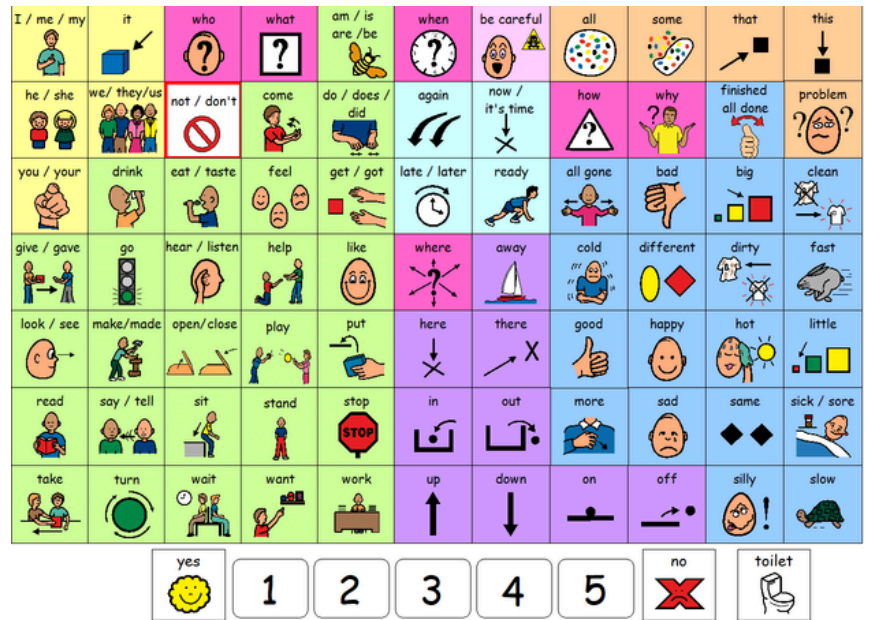 I / me / my it who what am / is are /be when be careful all some that this
he / she we/ they/us not / don't come do / does / did again now / it's time how why finished all done problem
you / your drink eat / taste feel get / got late / later ready all gone bad big clean
give / gave go hear / listen help like where away cold different dirty fast
look / see make/made open/close play put here there good happy hot little
read say / tell sit stand stop STOP in out more sad same sick / sore
take turn wait want work up down on off silly slow
yes 1 2 3 4 5 no toilet